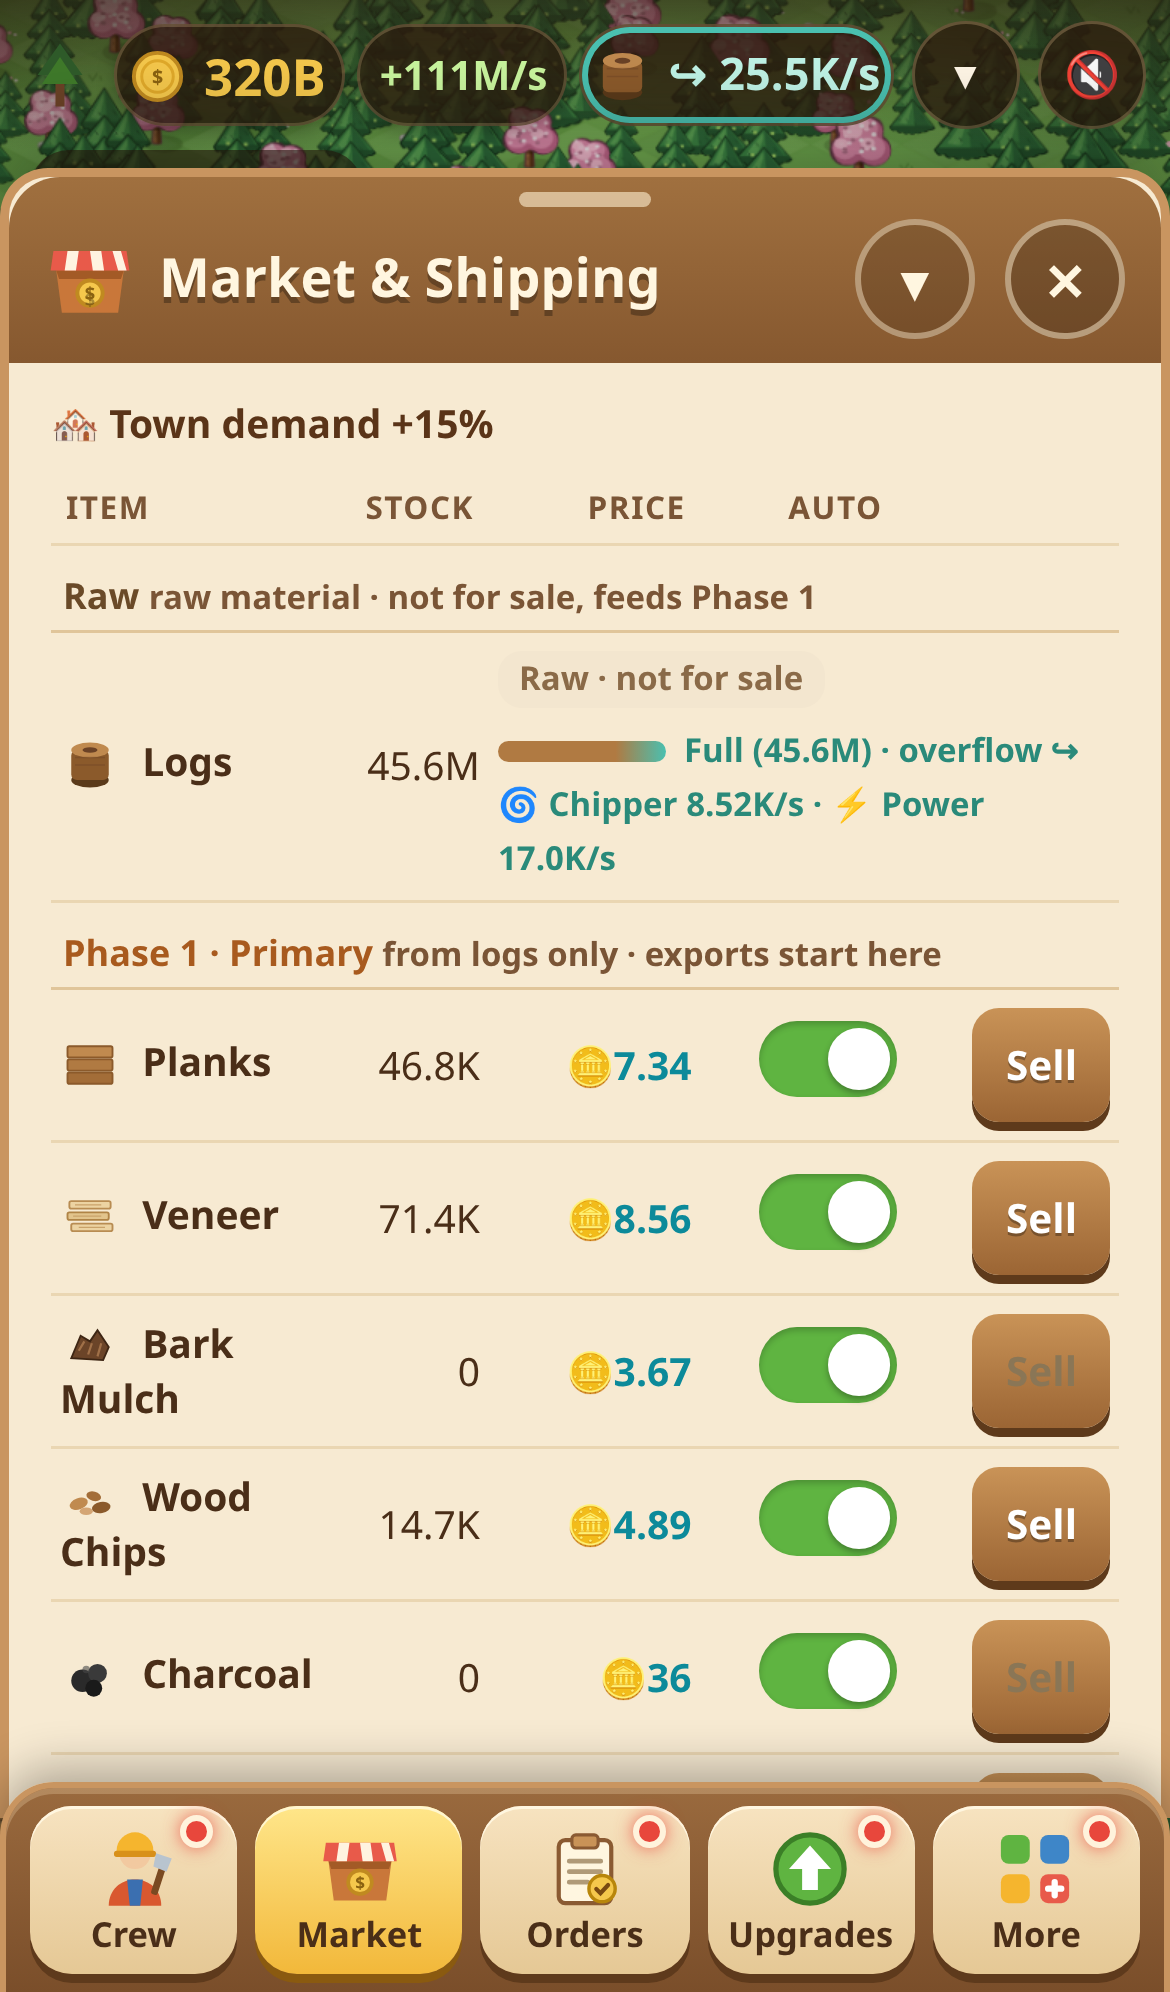 320B +111M/s ↪ 25.5K/s ▼
Market & Shipping ▼ ✕
Town demand +15%
ITEM STOCK PRICE AUTO
Raw raw material · not for sale, feeds Phase 1
Raw · not for sale
Logs 45.6M Full (45.6M) · overflow ↪
🌀 Chipper 8.52K/s · ⚡ Power
17.0K/s
Phase 1 · Primary from logs only · exports start here
Planks 46.8K 🪙7.34 Sell
Veneer 71.4K 🪙8.56 Sell
Bark
Mulch 0 🪙3.67 Sell
Wood
Chips 14.7K 🪙4.89 Sell
Charcoal 0 🪙36 Sell
Crew Market Orders Upgrades More